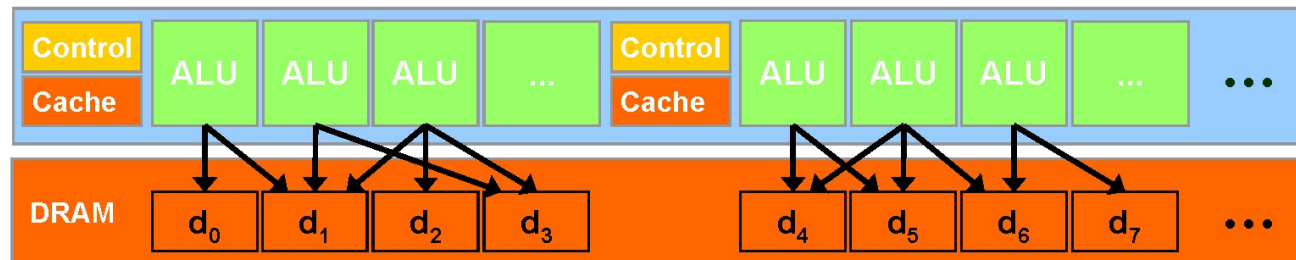 Control ALU ALU ALU ... Control ALU ALU ALU ... ...
Cache Cache
DRAM d0 d1 d2 d3 d4 d5 d6 d7 ...